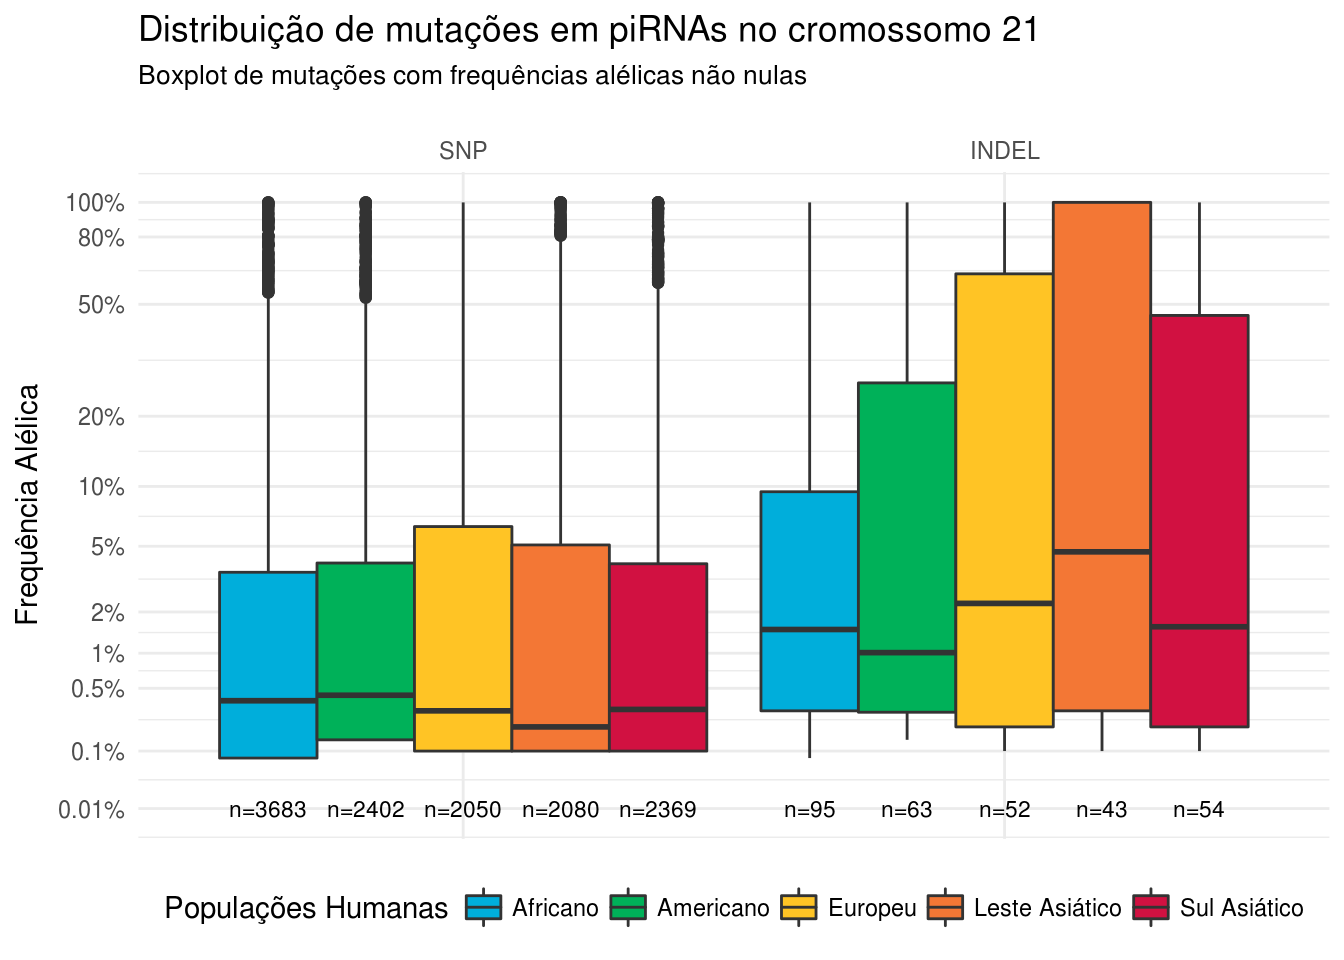 Distribuição de mutações em piRNAs no cromossomo 21
Boxplot de mutações com frequências alélicas não nulas
SNP INDEL
Frequência Alélica
100%
80%
50%
20%
10%
5%
2%
1%
0.5%
0.1%
0.01%
n=3683 n=2402 n=2050 n=2080 n=2369 n=95 n=63 n=52 n=43 n=54
Populações Humanas Africano Americano Europeu Leste Asiático Sul Asiático